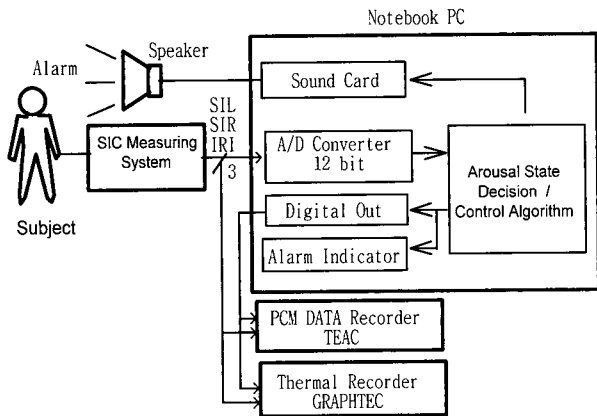 Notebook PC
Speaker
Alarm
Sound Card
SIL
SIR
IRI
3
SIC Measuring
System
A/D Converter
12 bit
Arousal State
Decision /
Control Algorithm
Subject
Digital Out
Alarm Indicator
PCM DATA Recorder
TEAC
Thermal Recorder
GRAPHTEC